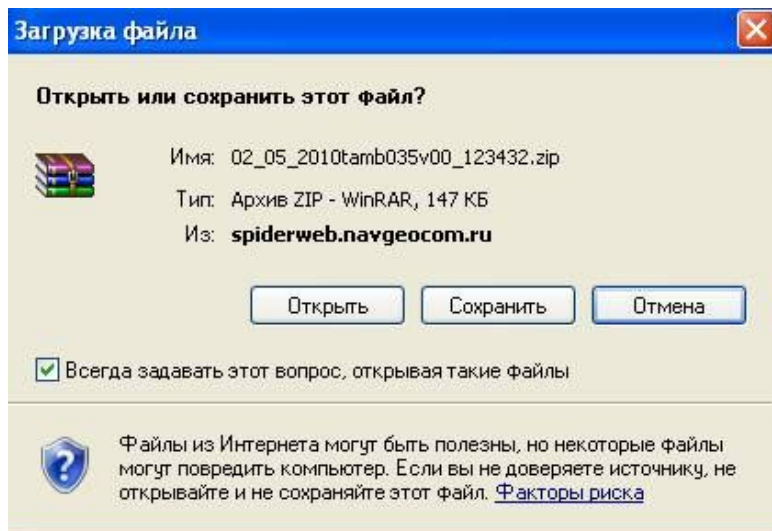 Загрузка файла
Открыть или сохранить этот файл?
Имя: 02_05_2010tamb035v00_123432.zip
Тип: Архив ZIP - WinRAR, 147 КБ
Из: spiderweb.navgeocom.ru
Открыть Сохранить Отмена
Всегда задавать этот вопрос, открывая такие файлы
Файлы из Интернета могут быть полезны, но некоторые файлы
могут повредить компьютер. Если вы не доверяете источнику, не
открывайте и не сохраняйте этот файл. Факторы риска